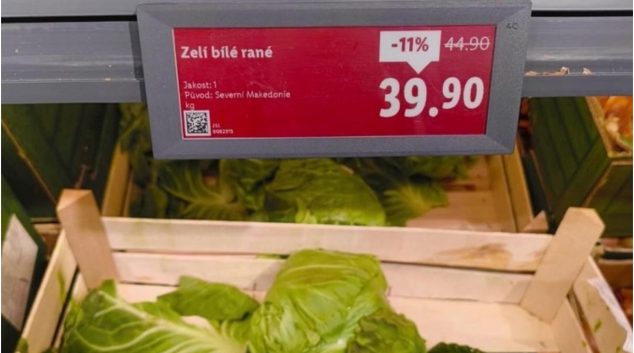 Zelí bílé rané
-11% 44.90
39.90
Jakost: 1
Původ: Severní Makedonie
kg